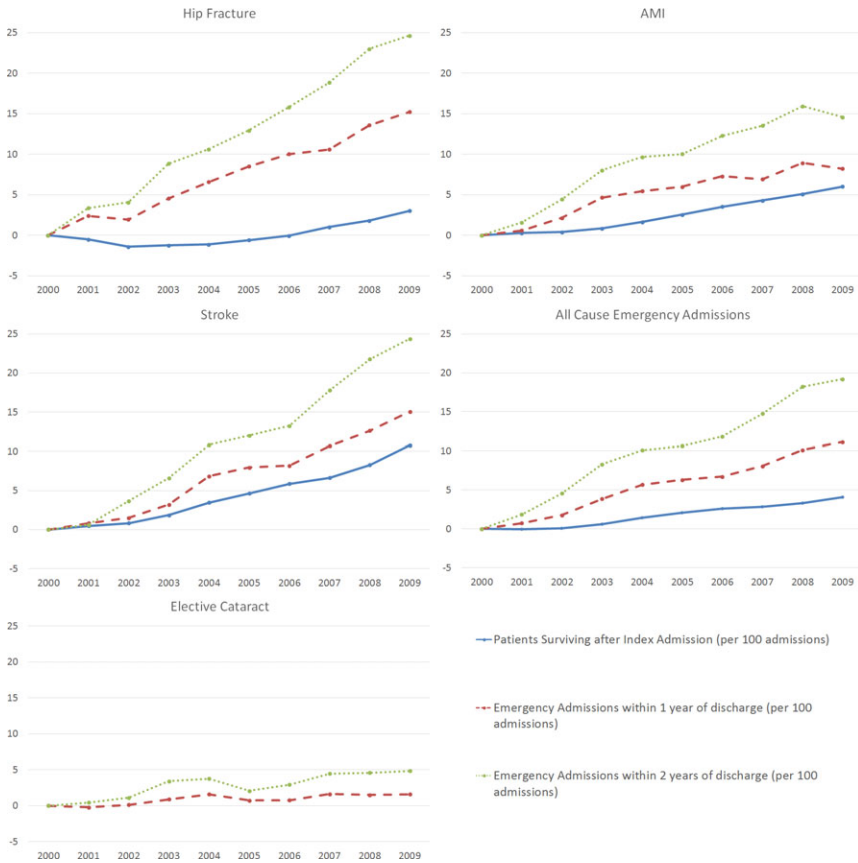 Hip Fracture
25
20
15
10
5
0
-5
2000 2001 2002 2003 2004 2005 2006 2007 2008 2009
AMI
25
20
15
10
5
0
-5
2000 2001 2002 2003 2004 2005 2006 2007 2008 2009
Stroke
25
20
15
10
5
0
-5
2000 2001 2002 2003 2004 2005 2006 2007 2008 2009
All Cause Emergency Admissions
25
20
15
10
5
0
-5
2000 2001 2002 2003 2004 2005 2006 2007 2008 2009
Elective Cataract
25
20
15
10
5
0
-5
2000 2001 2002 2003 2004 2005 2006 2007 2008 2009
Patients Surviving after Index Admission (per 100 admissions)
Emergency Admissions within 1 year of discharge (per 100
admissions)
Emergency Admissions within 2 years of discharge (per 100
admissions)